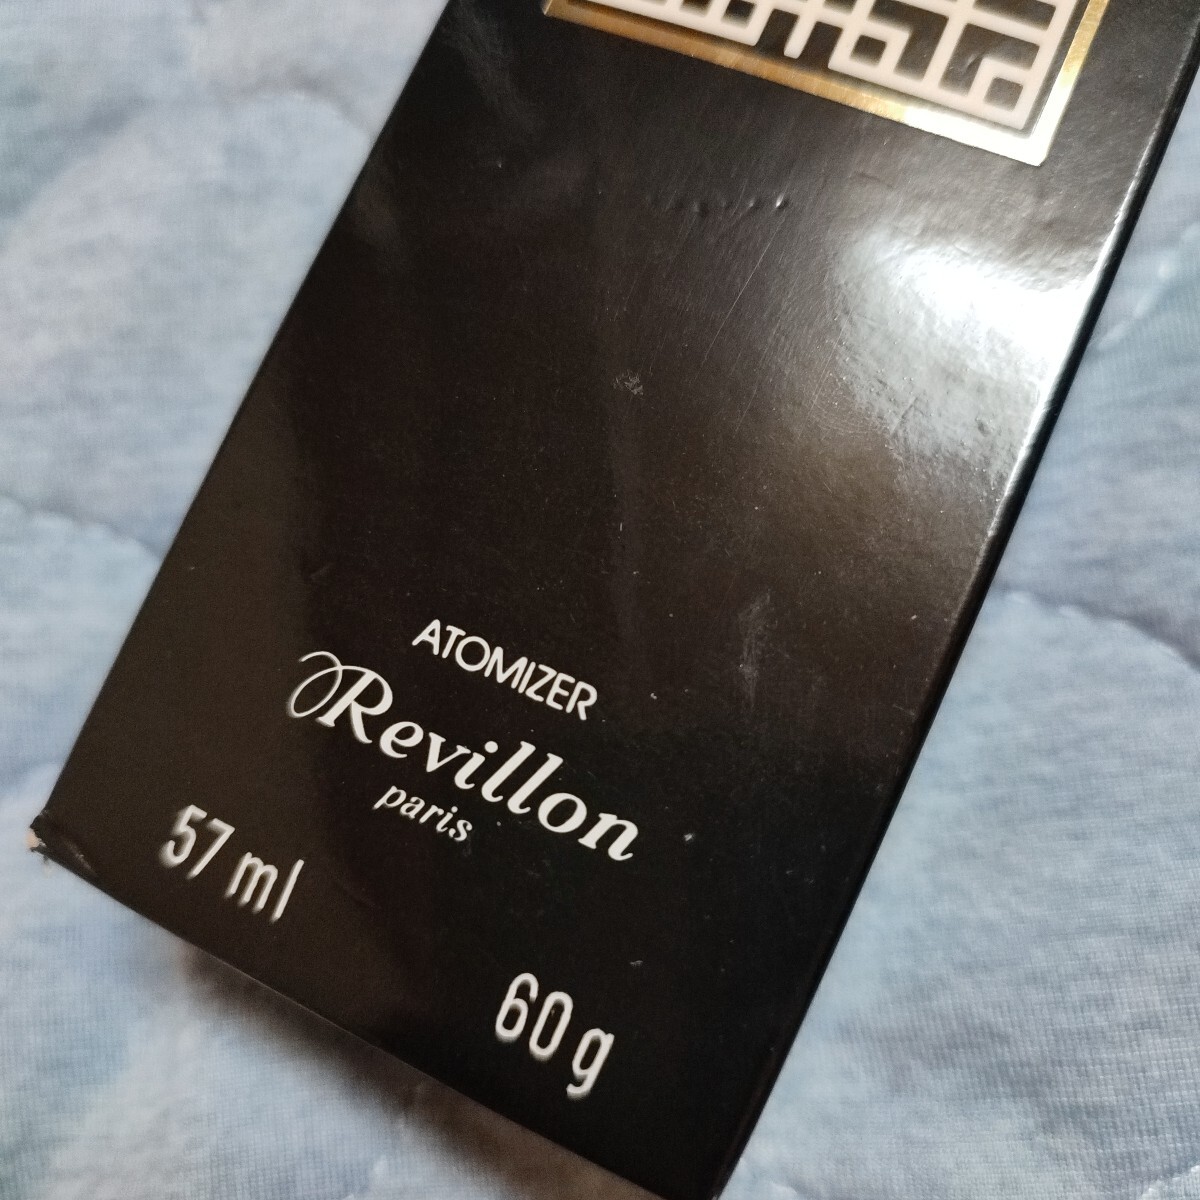 ATOMIZER
Revillon
paris
57 ml
60 g